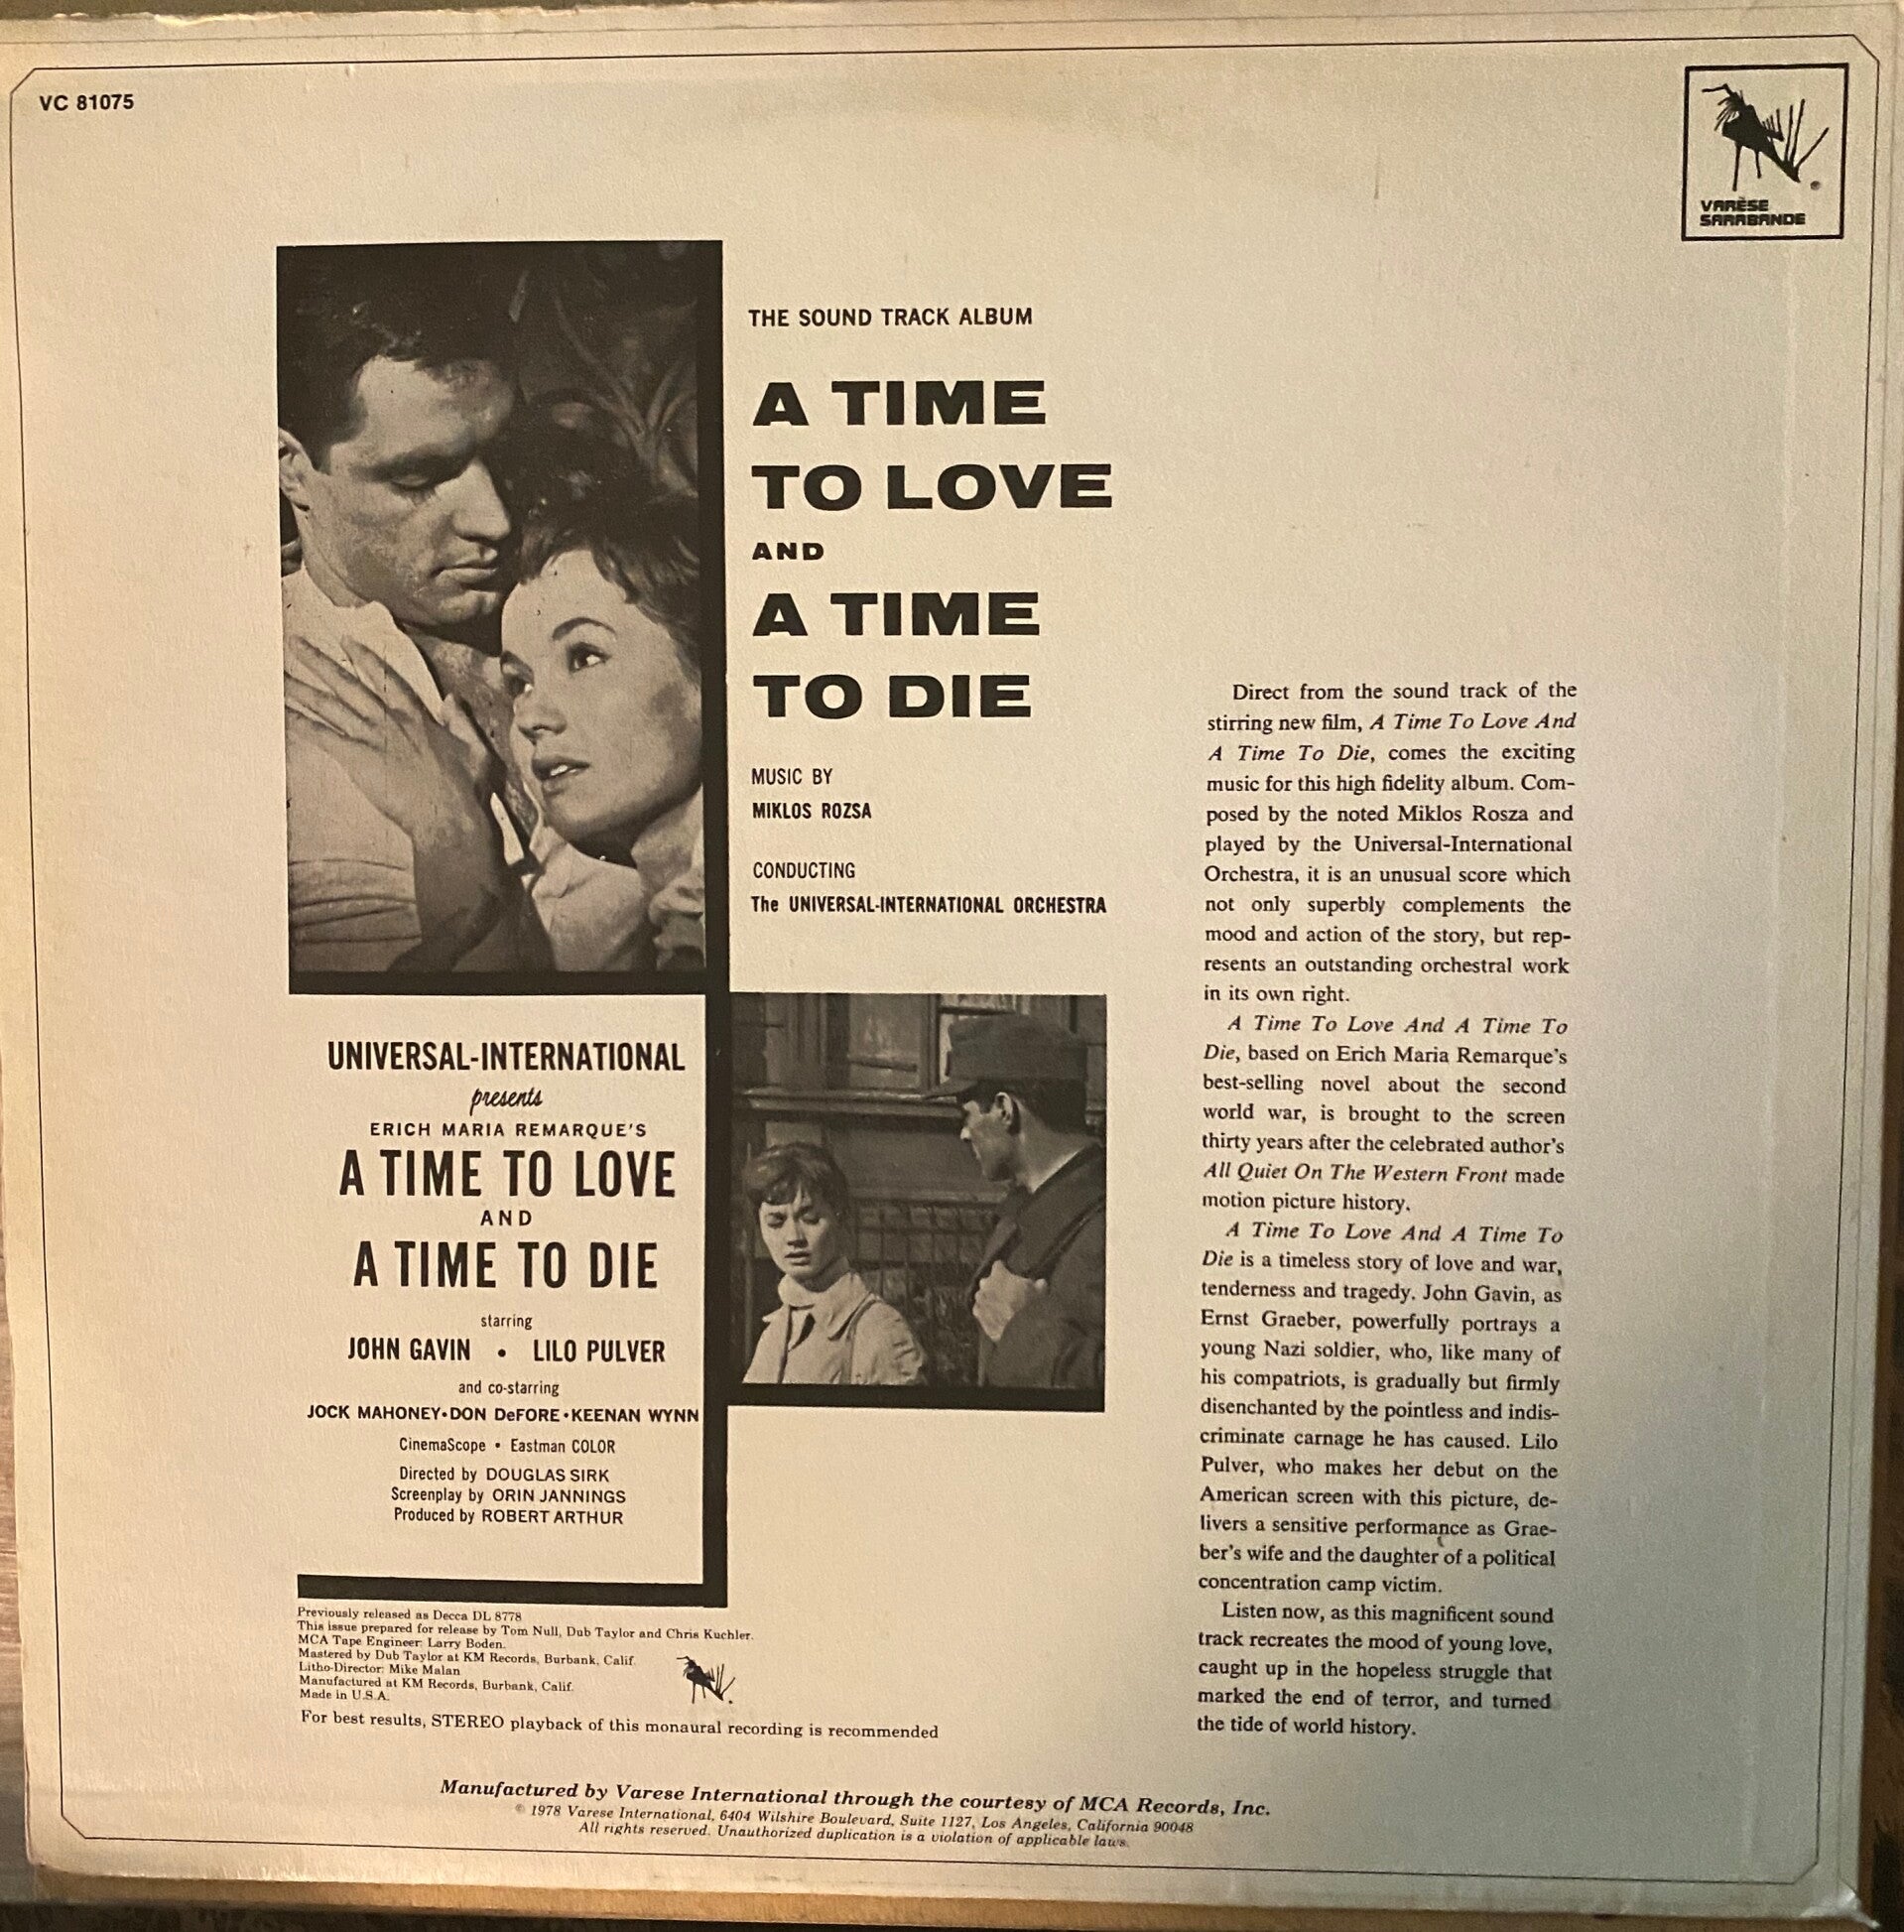 VC 81075
VARÈSE
SARABANDE
THE SOUND TRACK ALBUM
A TIME
TO LOVE
AND
A TIME
TO DIE
MUSIC BY
MIKLOS ROZSA
CONDUCTING
The UNIVERSAL-INTERNATIONAL ORCHESTRA
UNIVERSAL-INTERNATIONAL
presents
ERICH MARIA REMARQUE'S
A TIME TO LOVE
AND
A TIME TO DIE
starring
JOHN GAVIN • LILO PULVER
and co-starring
JOCK MAHONEY•DON DeFORE•KEENAN WYNN
CinemaScope • Eastman COLOR
Directed by DOUGLAS SIRK
Screenplay by ORIN JANNINGS
Produced by ROBERT ARTHUR
Previously released as Decca DL 8778
This issue prepared for release by Tom Null, Dub Taylor and Chris Kuchler.
MCA Tape Engineer: Larry Boden.
Mastered by Dub Taylor at KM Records, Burbank, Calif.
Litho-Director: Mike Malan
Manufactured at KM Records, Burbank, Calif.
Made in U.S.A.
For best results, STEREO playback of this monaural recording is recommended
Direct from the sound track of the
stirring new film, A Time To Love And
A Time To Die, comes the exciting
music for this high fidelity album. Com-
posed by the noted Miklos Rosza and
played by the Universal-International
Orchestra, it is an unusual score which
not only superbly complements the
mood and action of the story, but rep-
resents an outstanding orchestral work
in its own right.
A Time To Love And A Time To
Die, based on Erich Maria Remarque's
best-selling novel about the second
world war, is brought to the screen
thirty years after the celebrated author's
All Quiet On The Western Front made
motion picture history.
A Time To Love And A Time To
Die is a timeless story of love and war,
tenderness and tragedy. John Gavin, as
Ernst Graeber, powerfully portrays a
young Nazi soldier, who, like many of
his compatriots, is gradually but firmly
disenchanted by the pointless and indis-
criminate carnage he has caused. Lilo
Pulver, who makes her debut on the
American screen with this picture, de-
livers a sensitive performance as Grae-
ber's wife and the daughter of a political
concentration camp victim.
Listen now, as this magnificent sound
track recreates the mood of young love,
caught up in the hopeless struggle that
marked the end of terror, and turned
the tide of world history.
Manufactured by Varese International through the courtesy of MCA Records, Inc.
© 1978 Varese International, 6404 Wilshire Boulevard, Suite 1127, Los Angeles, California 90048
All rights reserved. Unauthorized duplication is a violation of applicable laws.